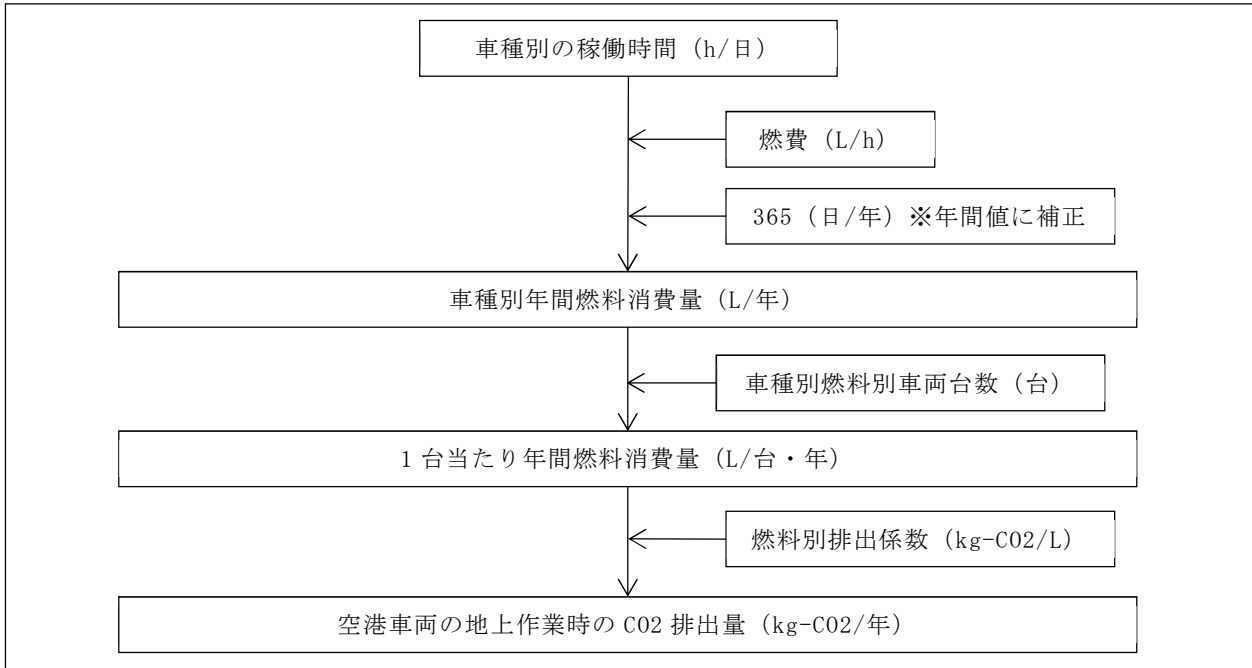 車種別の稼働時間（h/日）
燃費（L/h）
365（日/年）※年間値に補正
車種別年間燃料消費量（L/年）
車種別燃料別車両台数（台）
1台当たり年間燃料消費量（L/台・年）
燃料別排出係数（kg-CO2/L）
空港車両の地上作業時のCO2排出量（kg-CO2/年）